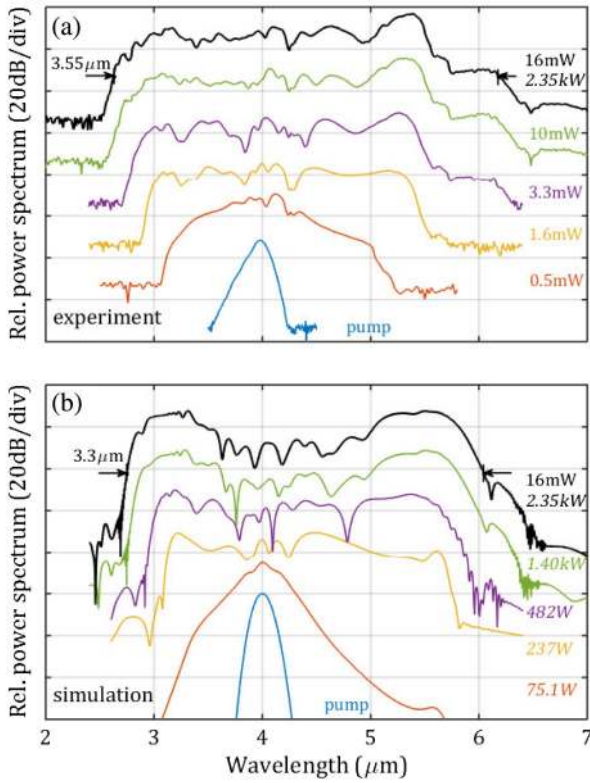 (a)
3.55μm
16mW
2.35kW
10mW
3.3mW
1.6mW
0.5mW
experiment
pump
Rel. power spectrum (20dB/div)
(b)
3.3μm
16mW
2.35kW
1.40kW
482W
237W
75.1W
simulation
pump
Rel. power spectrum (20dB/div)
2 3 4 5 6 7
Wavelength (μm)